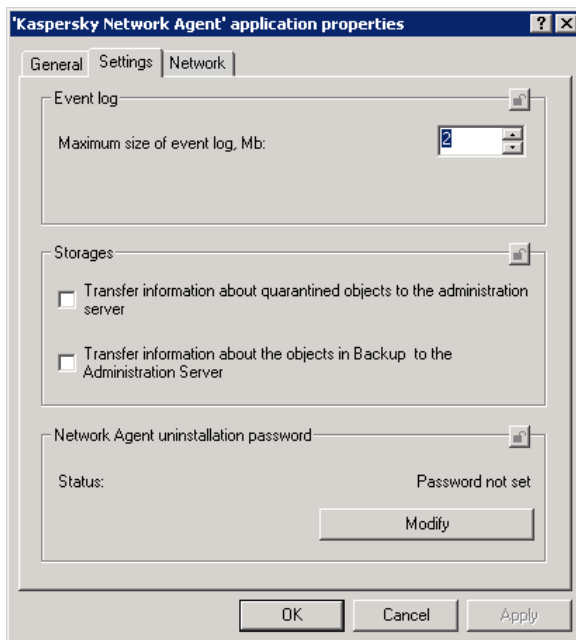 'Kaspersky Network Agent' application properties
General Settings Network
Event log
Maximum size of event log, Mb: 2
Storages
Transfer information about quarantined objects to the administration
server
Transfer information about the objects in Backup to the
Administration Server
Network Agent uninstallation password
Status: Password not set
Modify
OK Cancel Apply